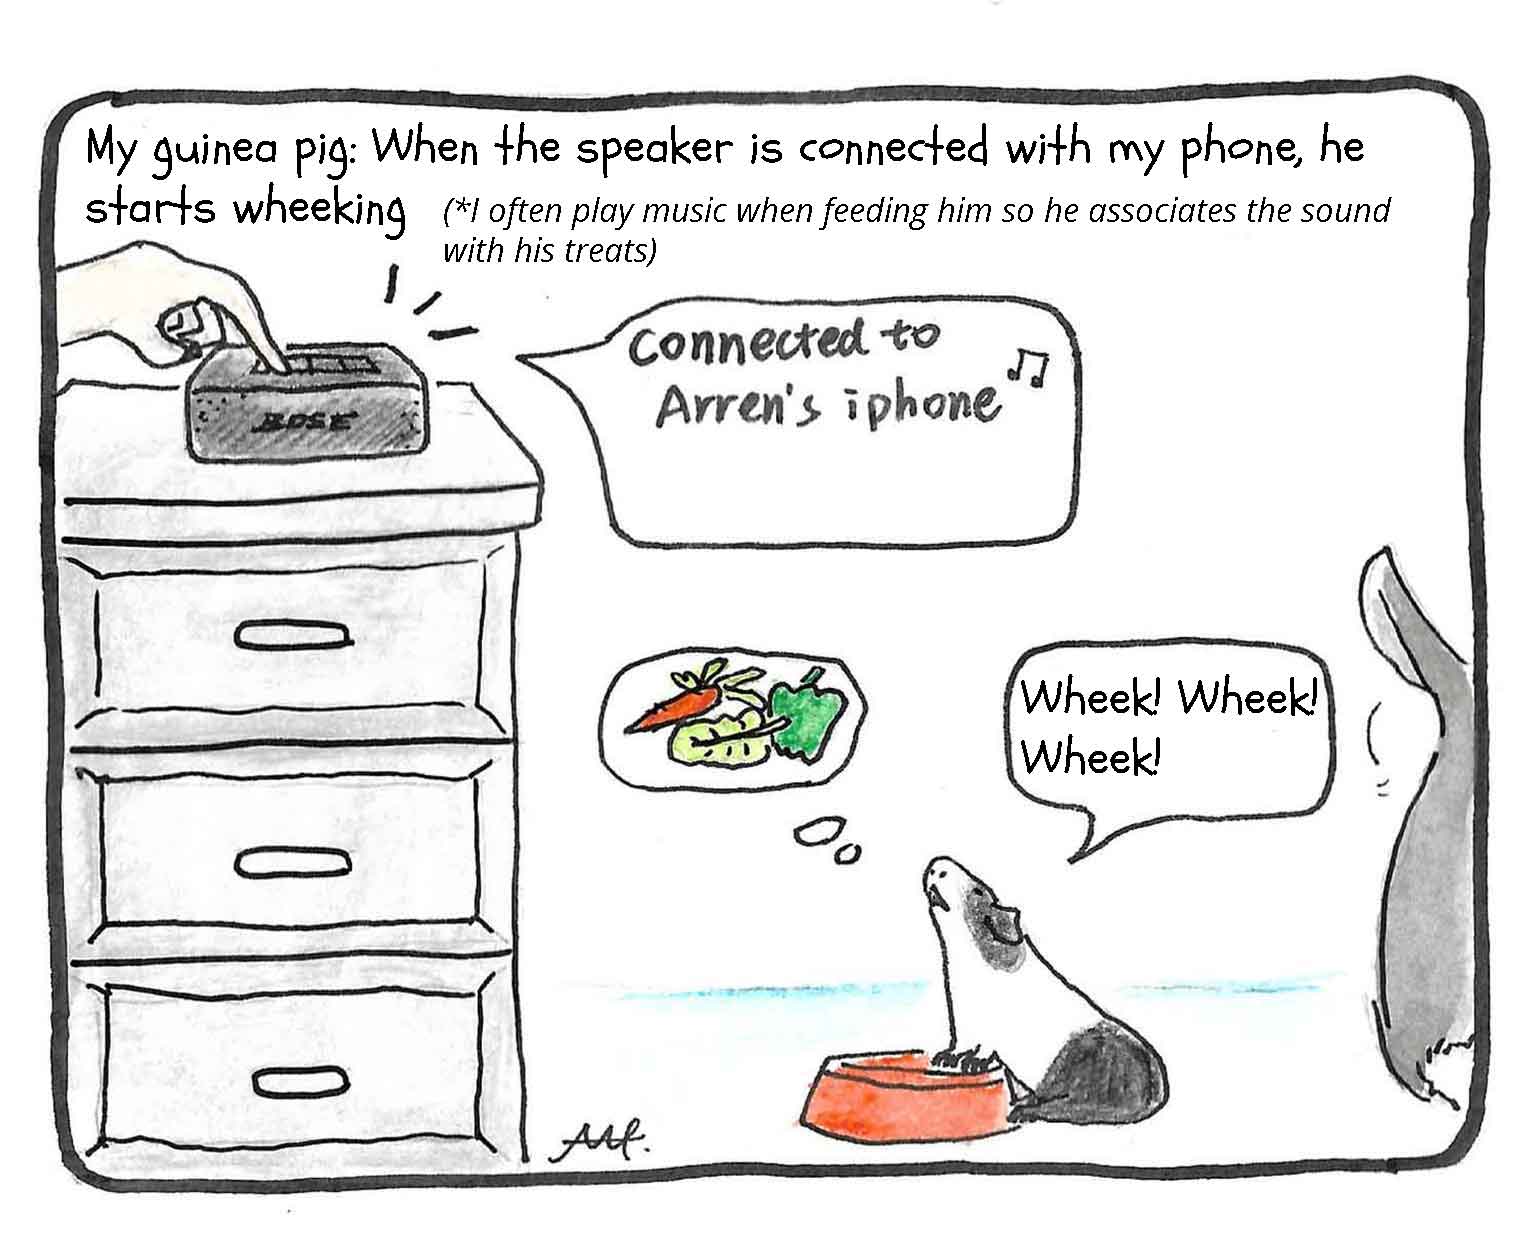 My guinea pig: When the speaker is connected with my phone, he
starts wheeking (*I often play music when feeding him so he associates the sound
with his treats)
BOSE
Connected to
Arren's iphone
Wheek! Wheek!
Wheek!